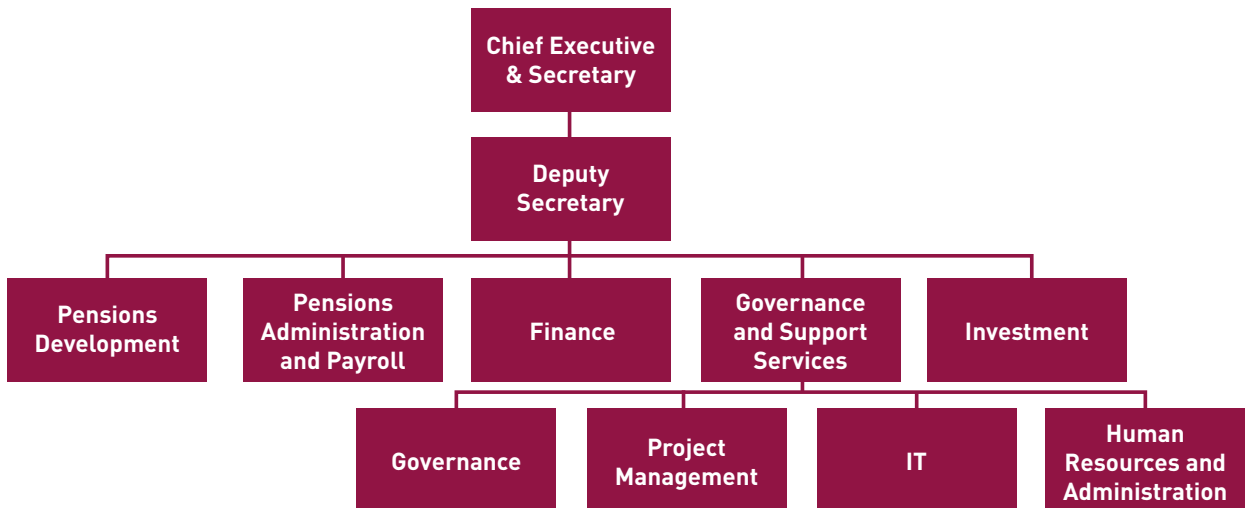 Chief Executive
& Secretary
Deputy
Secretary
Pensions
Development
Pensions
Administration
and Payroll
Finance
Governance
and Support
Services
Investment
Governance
Project
Management
IT
Human
Resources and
Administration